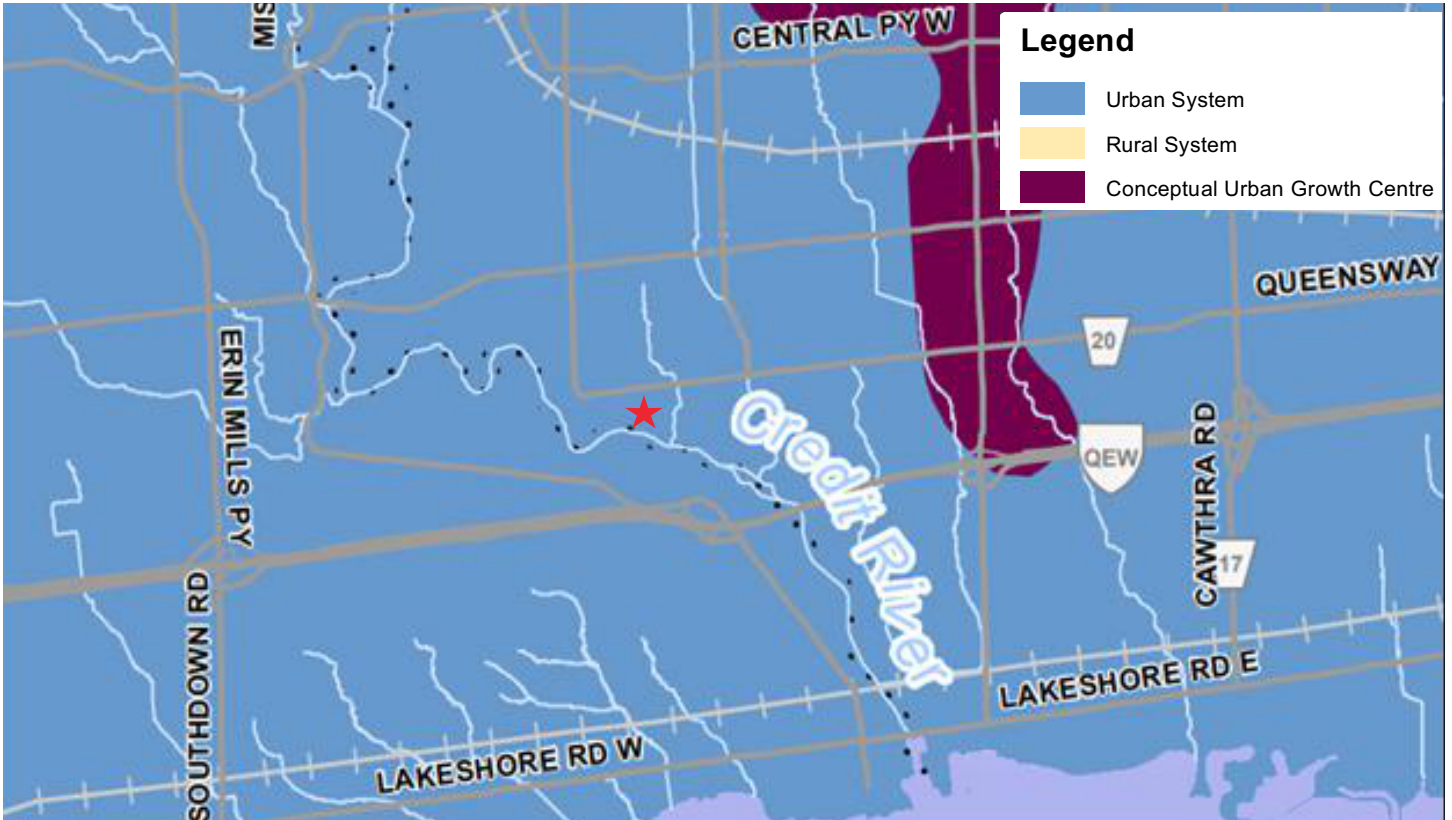 MIS
CENTRAL PY W
Legend
Urban System
Rural System
Conceptual Urban Growth Centre
QUEENSWAY
20
ERIN MILLS PY
Credit River
QEW
CAWTHRA RD
17
SOUTHDOWN RD
LAKESHORE RD E
LAKESHORE RD W